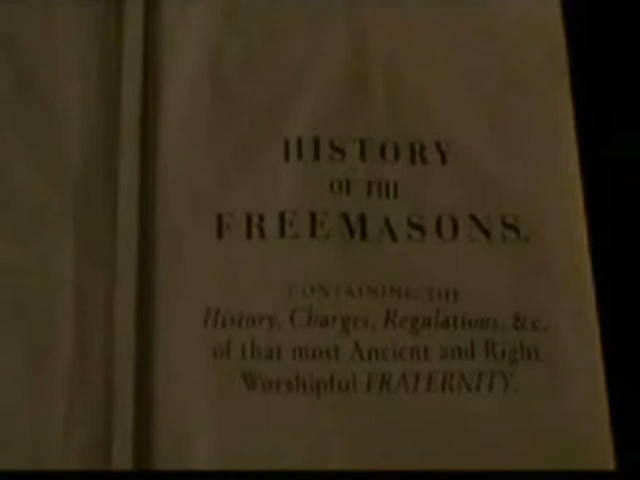 HISTORY
OF THE
FREEMASONS.
CONTAINING THE
History, Charges, Regulations, &c.
of that most Ancient and Right
Worshipful FRATERNITY.